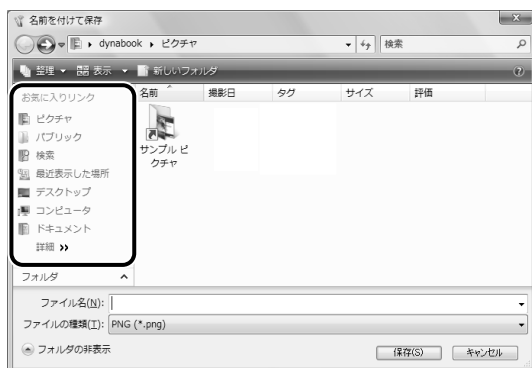 名前を付けて保存
dynabook ▸ ピクチャ 検索
整理 表示 新しいフォルダ
お気に入りリンク
名前 撮影日 タグ サイズ 評価
ピクチャ
パブリック
検索
最近表示した場所
デスクトップ
コンピュータ
ドキュメント
詳細 »
サンプル ピ
クチャ
フォルダ
ファイル名(N):
ファイルの種類(T): PNG (*.png)
フォルダの非表示 保存(S) キャンセル